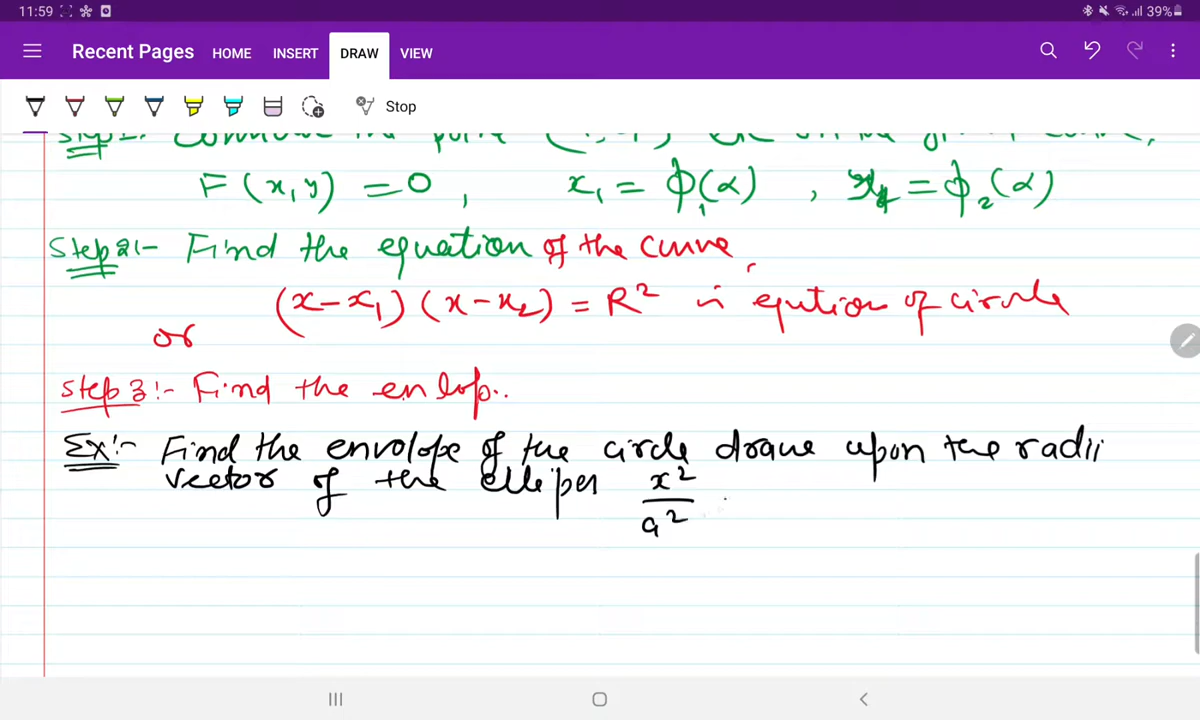 11:59 39%
Recent Pages HOME INSERT DRAW VIEW
Stop
F(x,y) = 0 , x₁ = ϕ₁(α) , = ϕ₂(α)
Step 2:- Find the equation of the curve,
(x-x₁)(x-x₂) = R² is eqution of circle
or
Step 3:- Find the enlop..
Ex:- Find the envolope of the circle drawe upon the radii
vector of the ellipes x²
a²